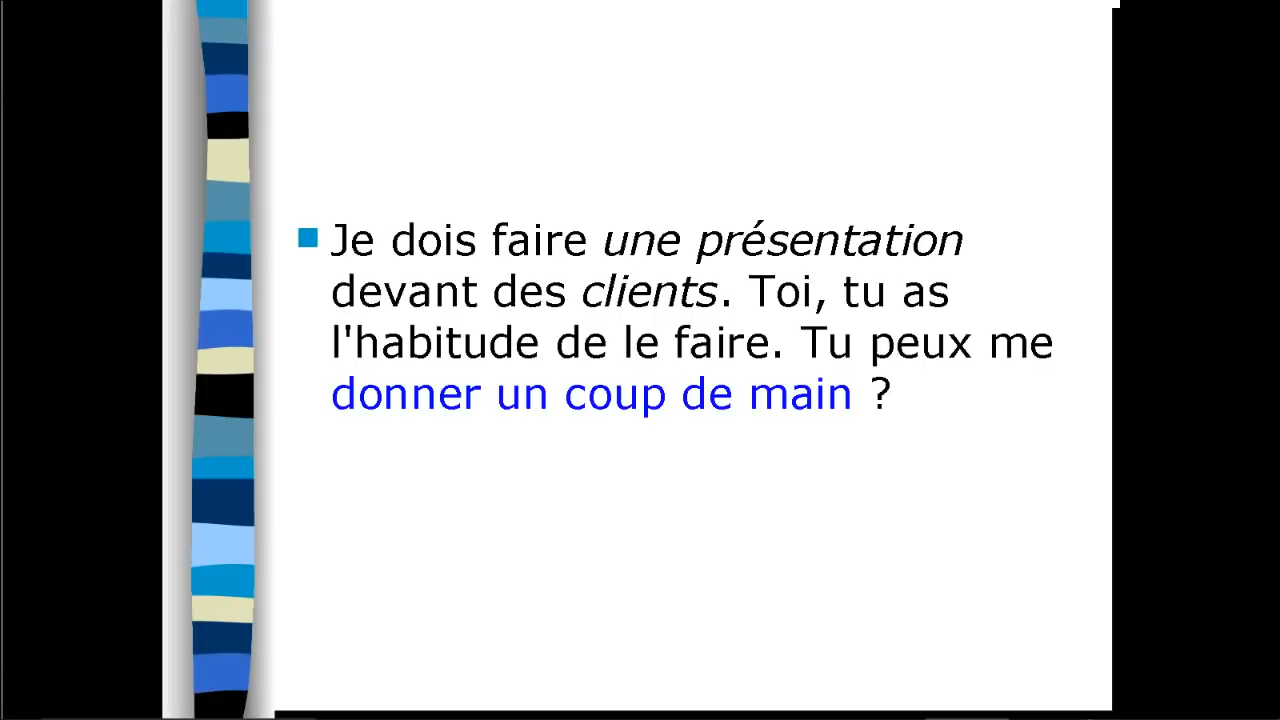 Je dois faire une présentation
devant des clients. Toi, tu as
l'habitude de le faire. Tu peux me
donner un coup de main ?